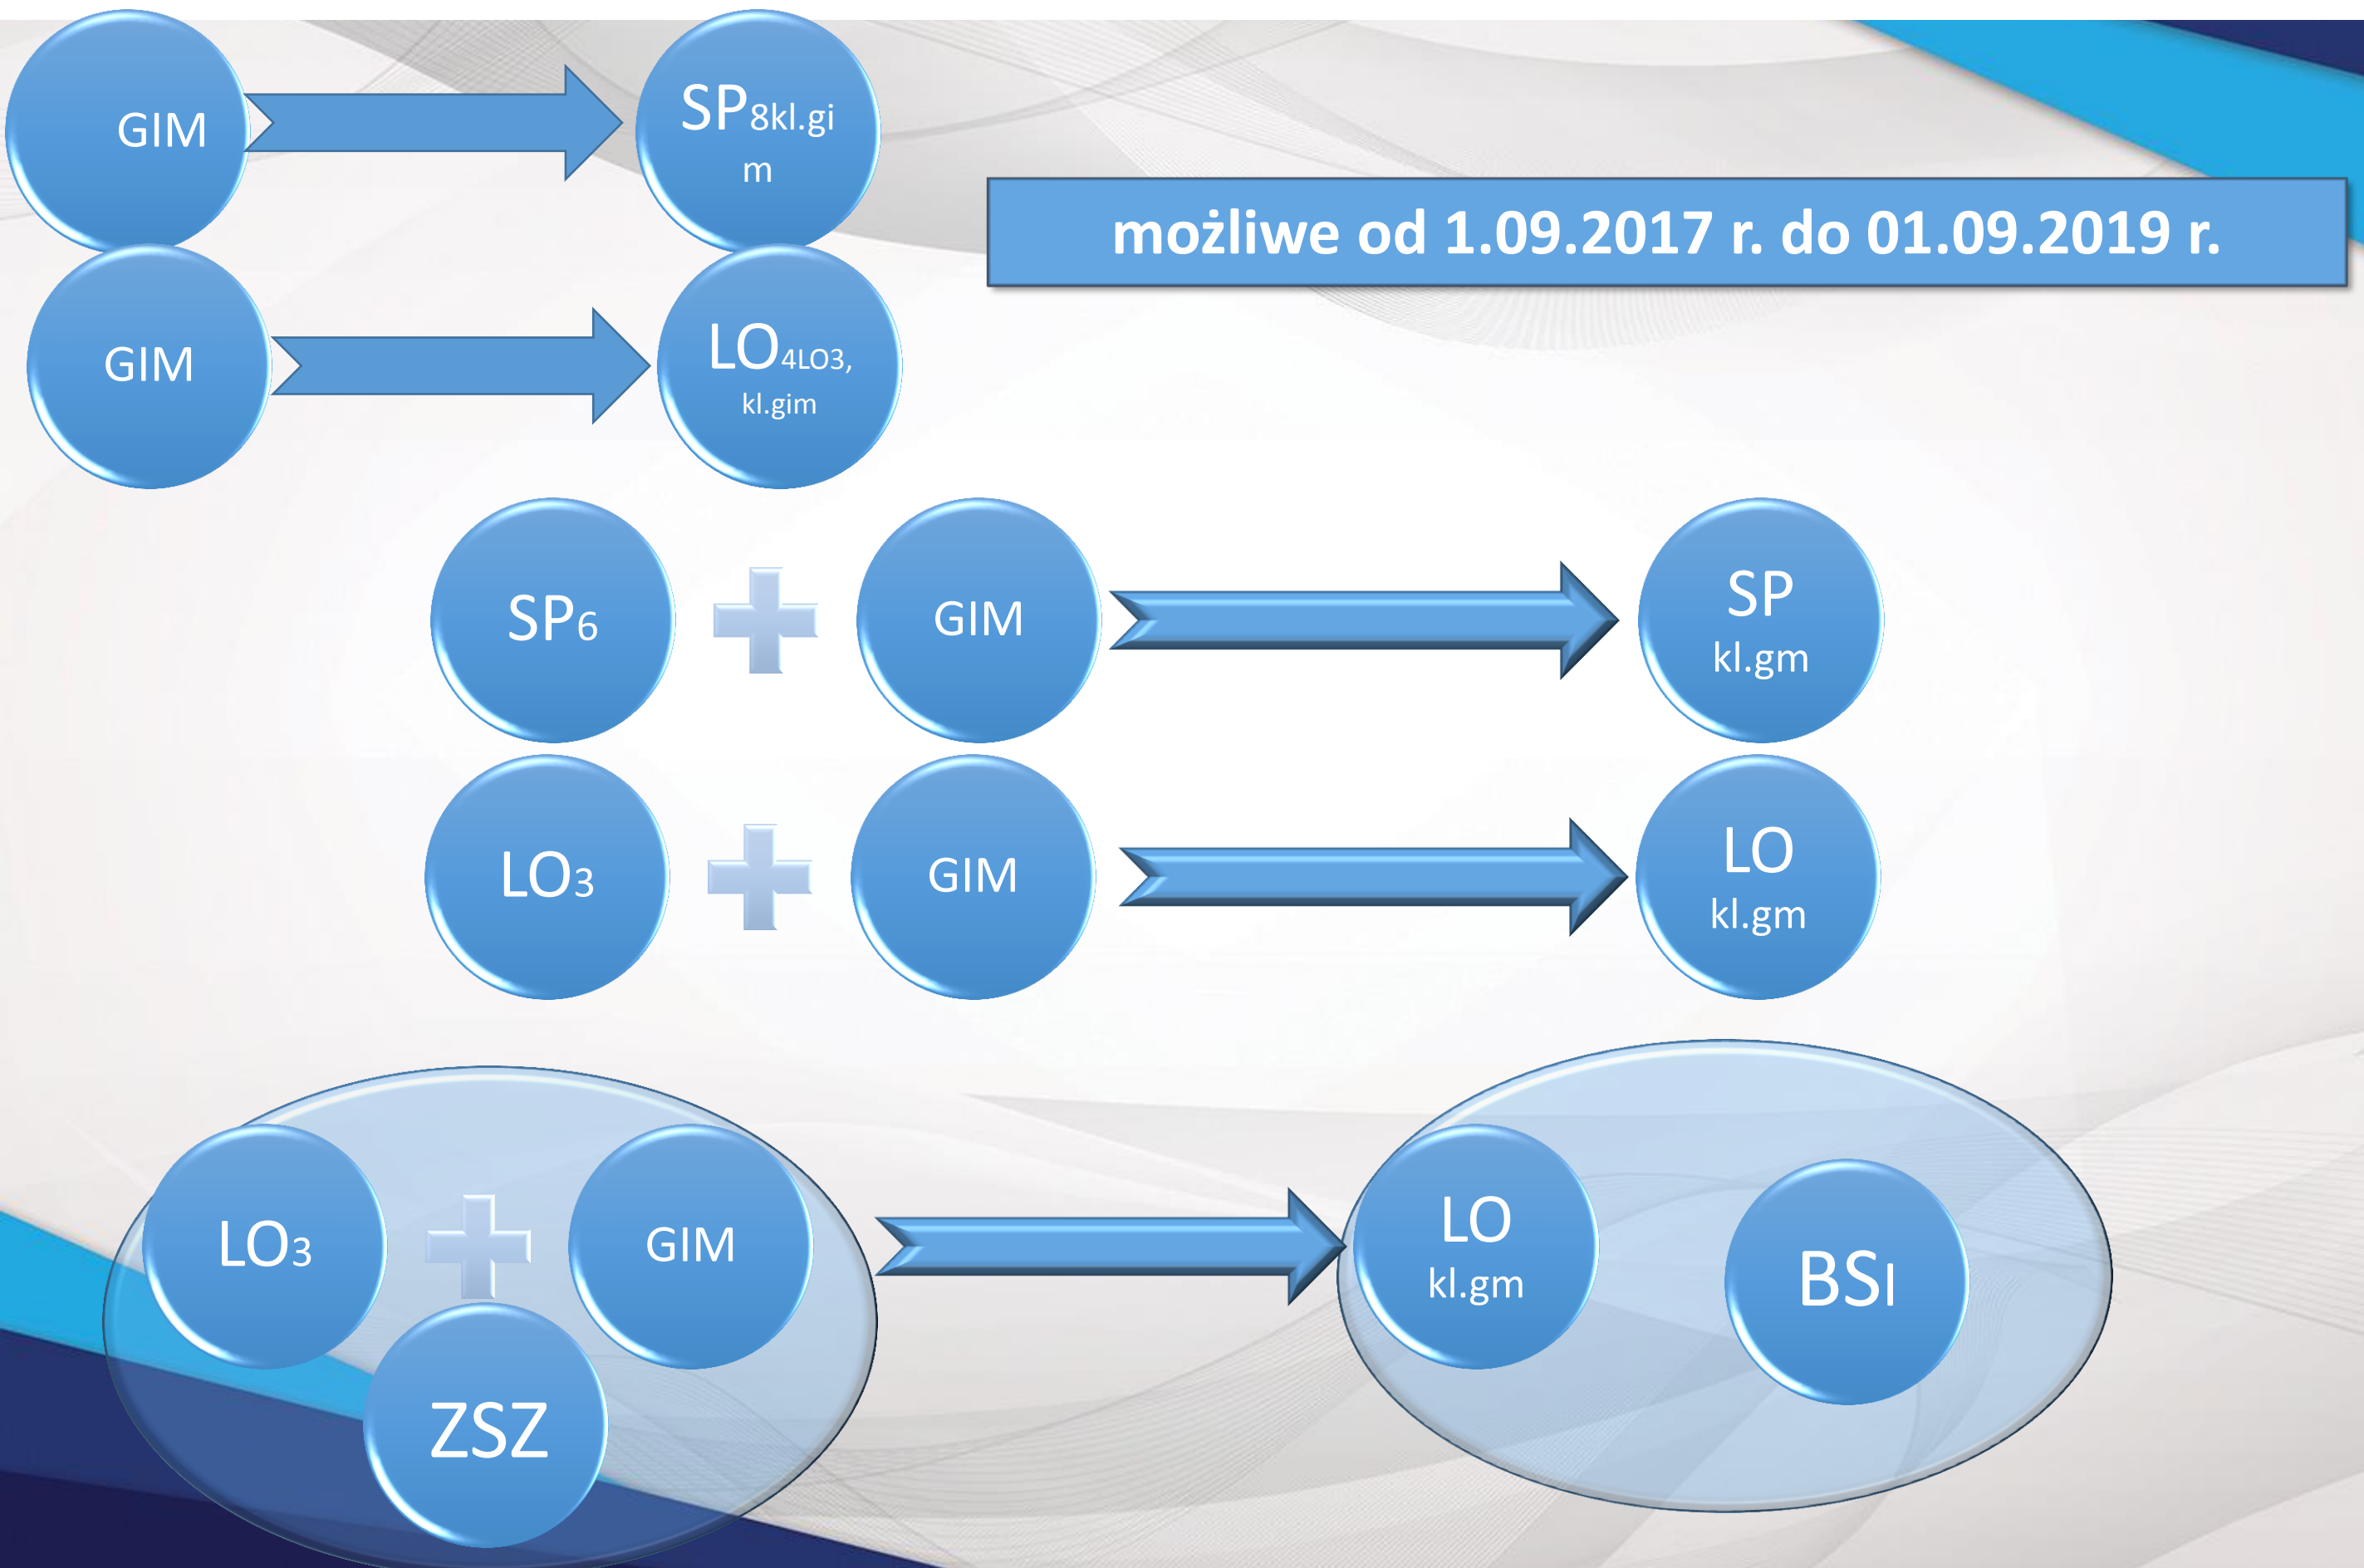 GIM
SP8kl.gi
m
możliwe od 1.09.2017 r. do 01.09.2019 r.
GIM
LO4LO3,
kl.gim
SP6
GIM
SP
kl.gm
LO3
GIM
LO
kl.gm
LO3
GIM
ZSZ
LO
kl.gm
BSI